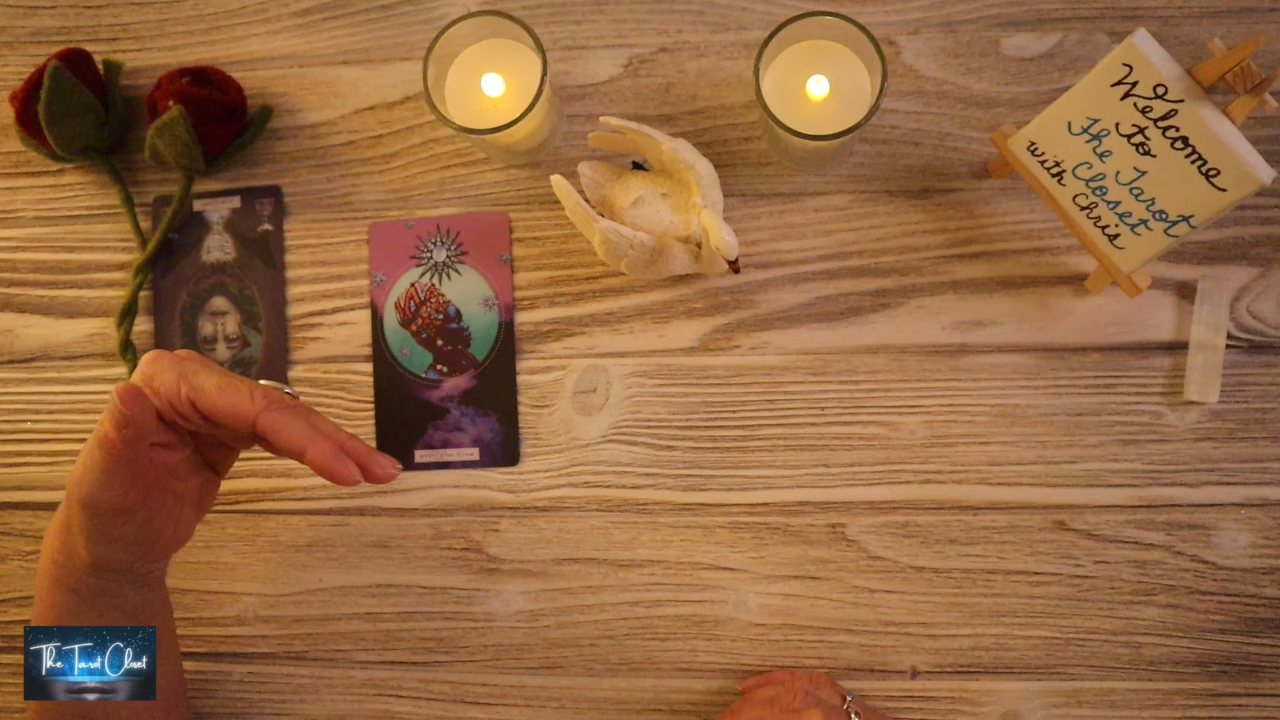 Welcome
to
The Tarot
Closet
with Chris
The Tarot Closet